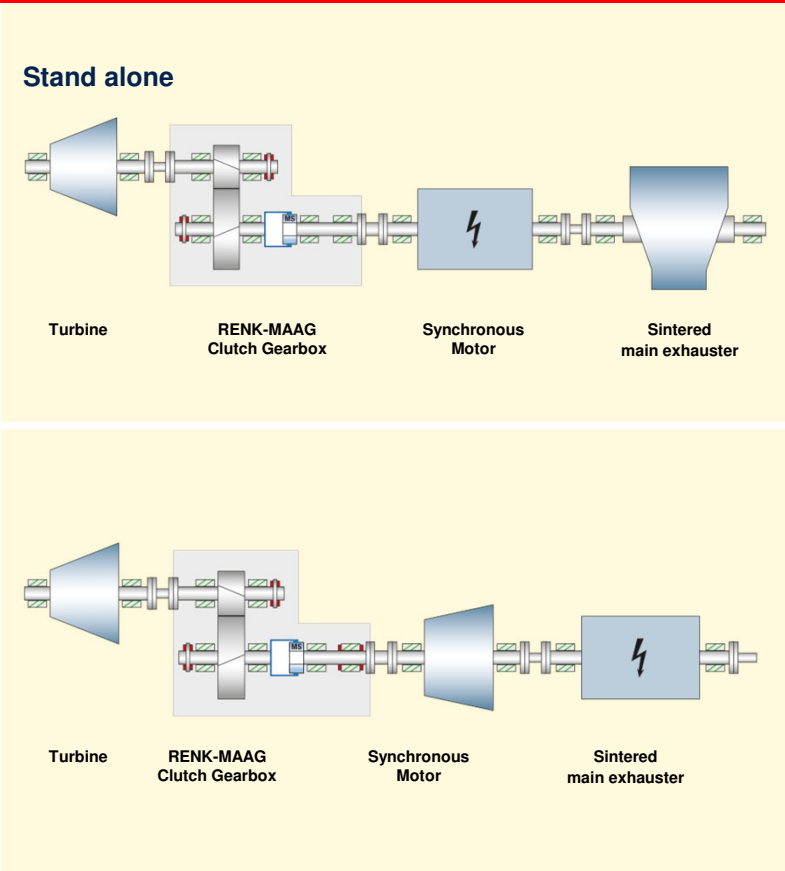 Stand alone
MS
Turbine
RENK-MAAG
Clutch Gearbox
Synchronous
Motor
Sintered
main exhauster
MS
Turbine
RENK-MAAG
Clutch Gearbox
Synchronous
Motor
Sintered
main exhauster